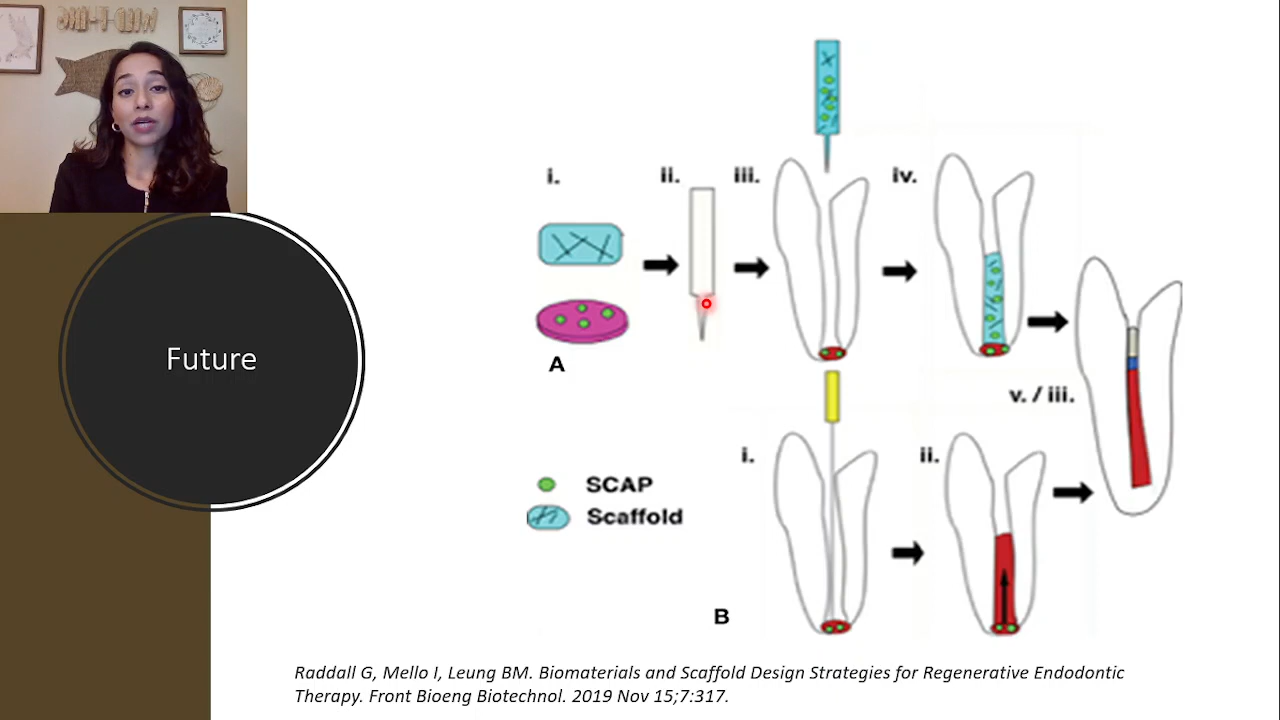 Future
i.
ii.
iii.
iv.
A
v. / iii.
i.
ii.
SCAP
Scaffold
B
Raddall G, Mello I, Leung BM. Biomaterials and Scaffold Design Strategies for Regenerative Endodontic
Therapy. Front Bioeng Biotechnol. 2019 Nov 15;7:317.